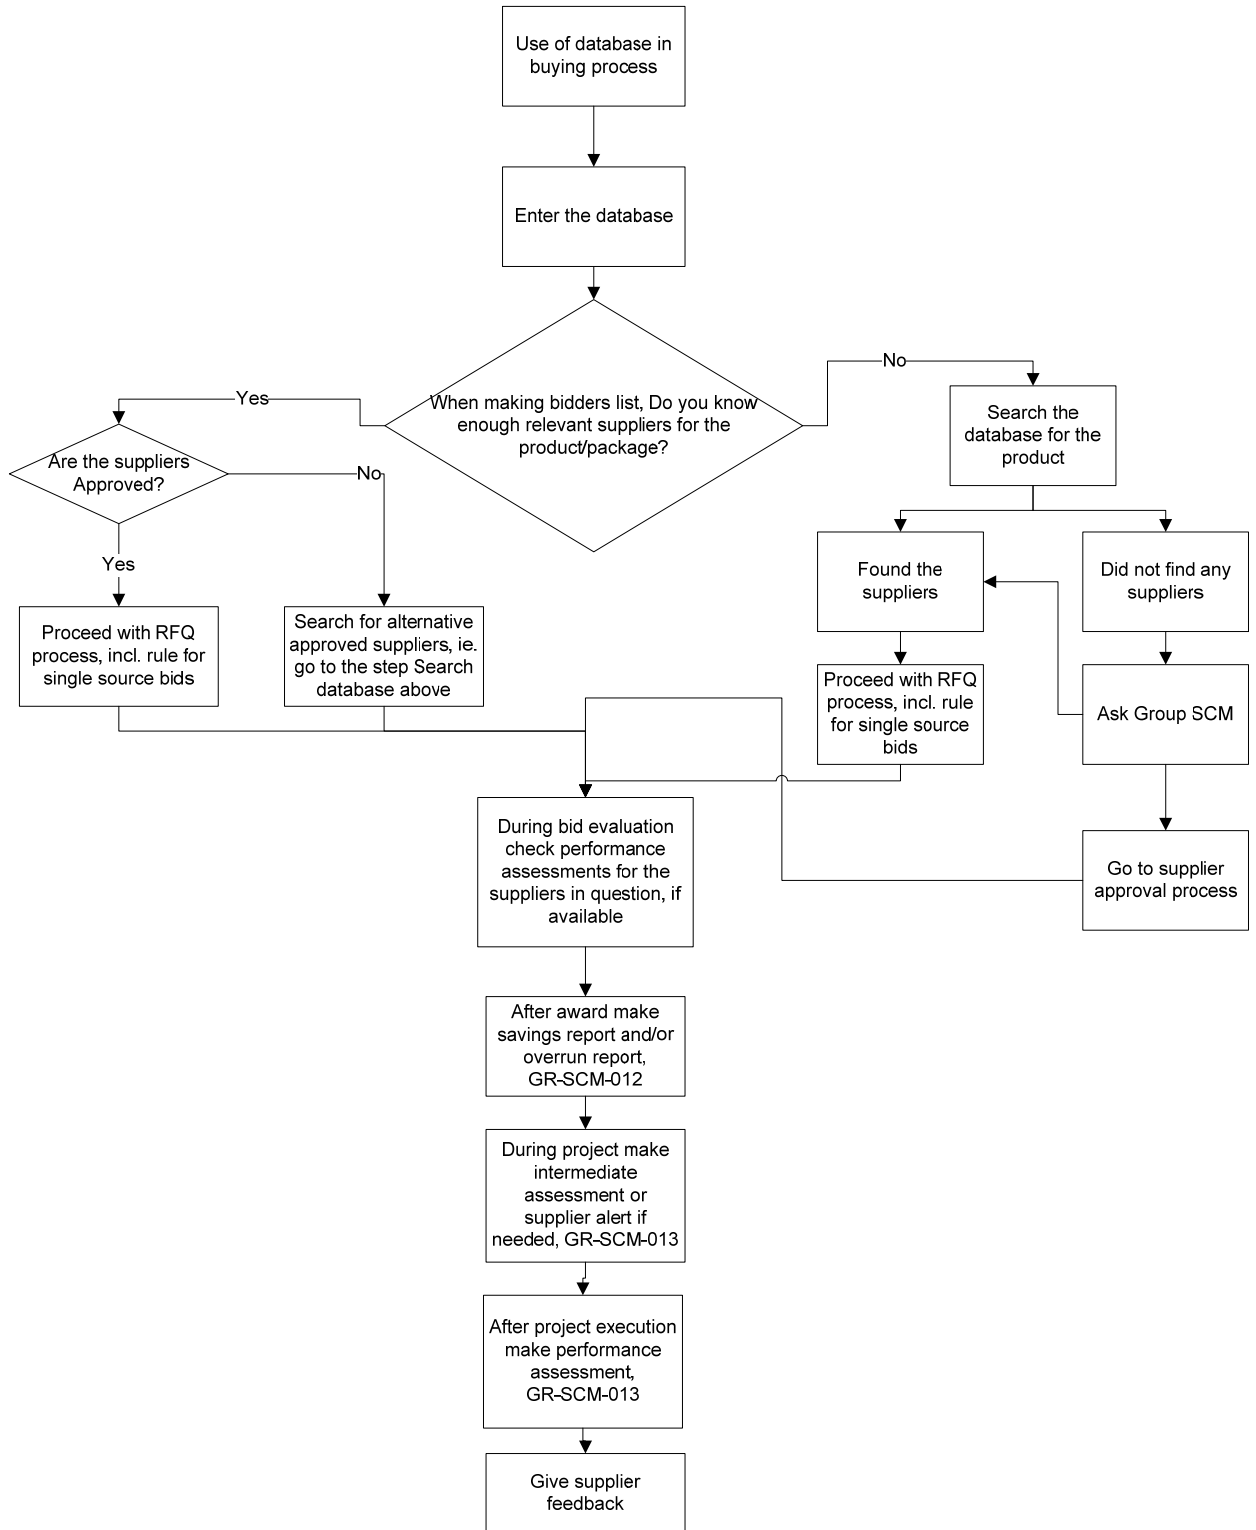 Use of database in
buying process
Enter the database
When making bidders list, Do you know
enough relevant suppliers for the
product/package?
No
Yes
Search the
database for the
product
Are the suppliers
Approved?
No
Yes
Found the
suppliers
Did not find any
suppliers
Proceed with RFQ
process, incl. rule for
single source bids
Search for alternative
approved suppliers, ie.
go to the step Search
database above
Proceed with RFQ
process, incl. rule
for single source
bids
Ask Group SCM
During bid evaluation
check performance
assessments for the
suppliers in question, if
available
Go to supplier
approval process
After award make
savings report and/or
overrun report,
GR-SCM-012
During project make
intermediate
assessment or
supplier alert if
needed, GR-SCM-013
After project execution
make performance
assessment,
GR-SCM-013
Give supplier
feedback